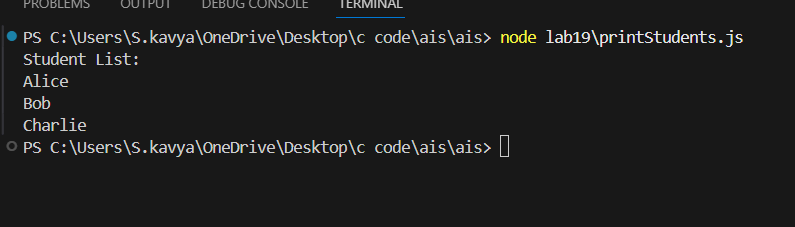 PROBLEMS OUTPUT DEBUG CONSOLE TERMINAL
PS C:\Users\S.kavya\OneDrive\Desktop\c code\ais\ais> node lab19\printStudents.js
Student List:
Alice
Bob
Charlie
PS C:\Users\S.kavya\OneDrive\Desktop\c code\ais\ais>